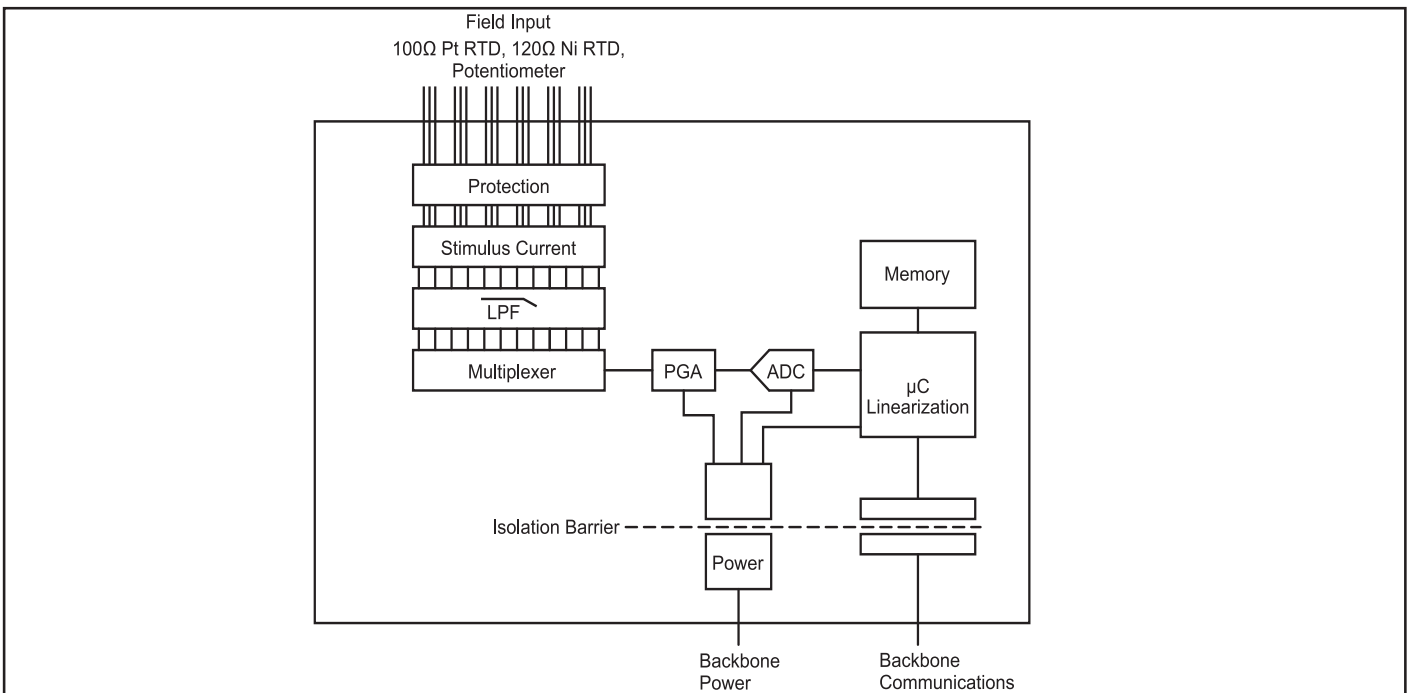 Field Input
100Ω Pt RTD, 120Ω Ni RTD,
Potentiometer
Protection
Stimulus Current
LPF
Multiplexer
PGA
ADC
Memory
µC
Linearization
Isolation Barrier
Power
Backbone
Power
Backbone
Communications